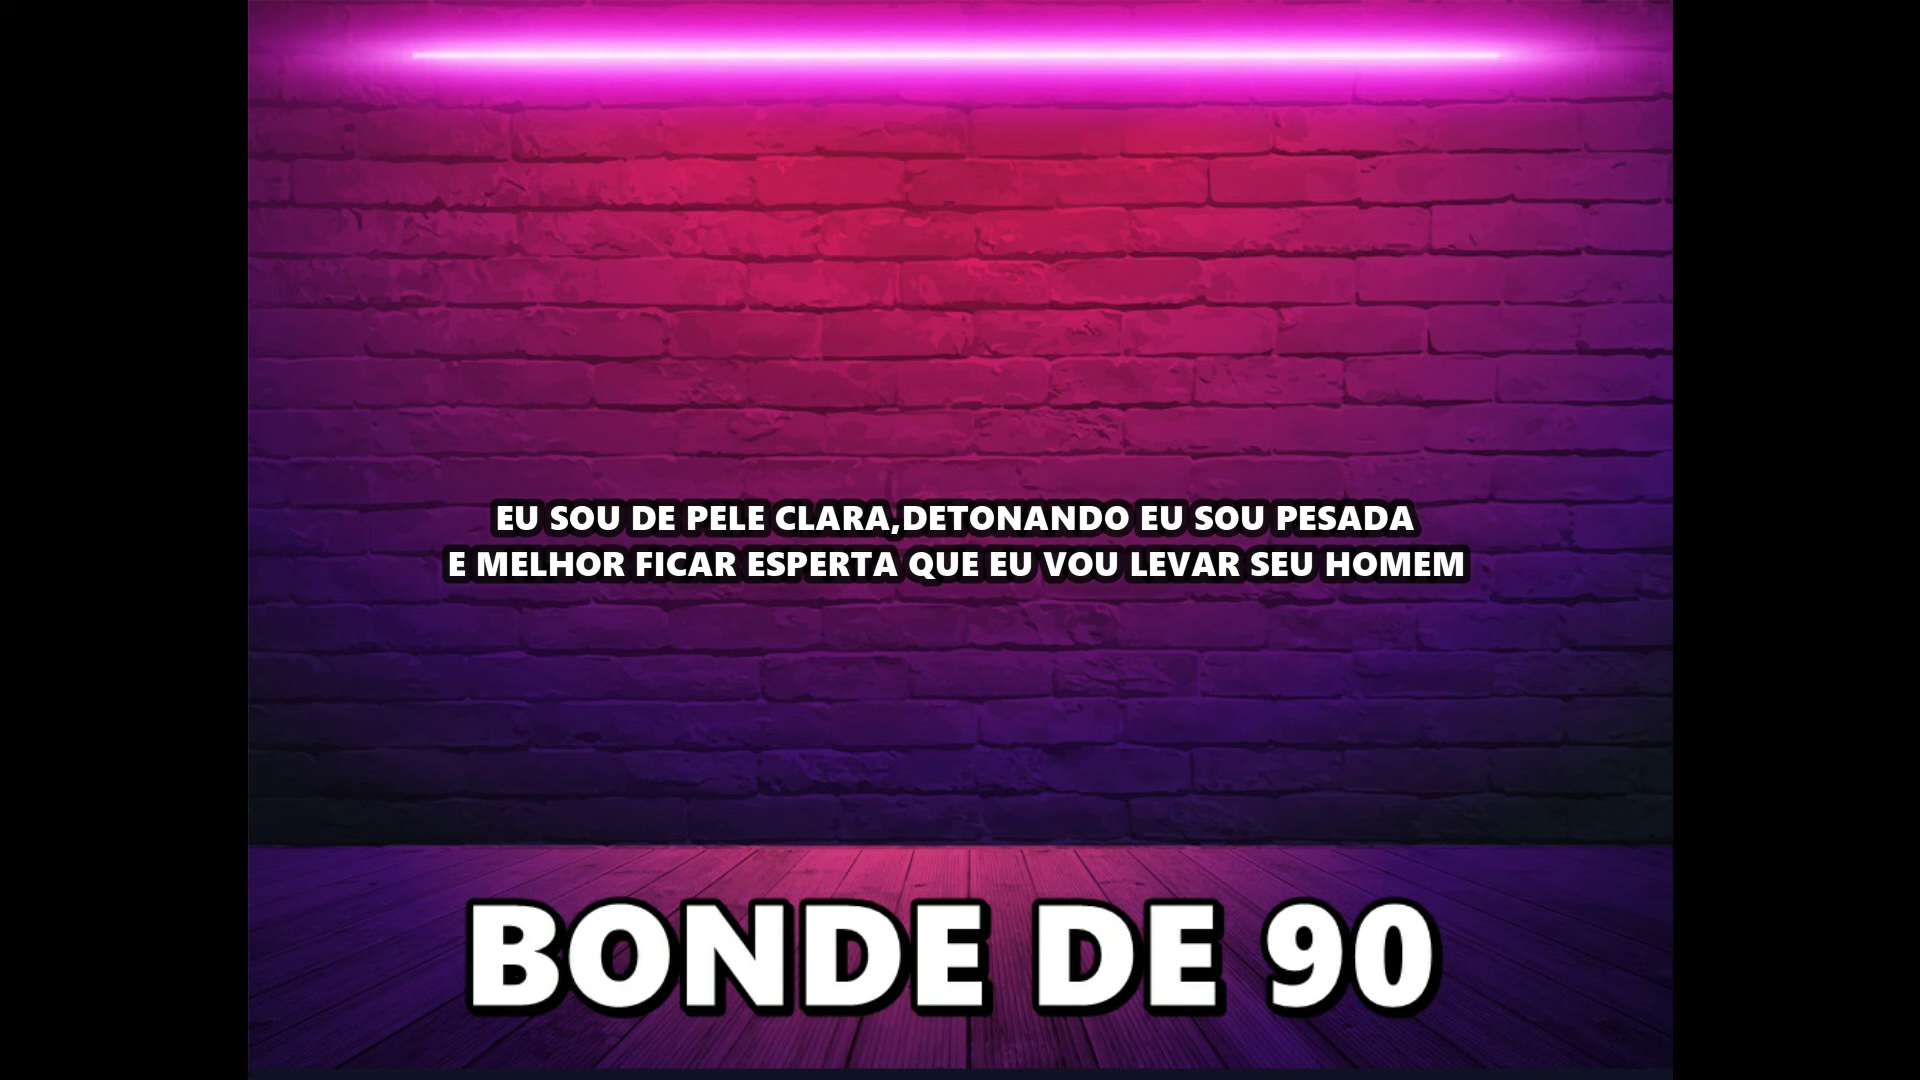 EU SOU DE PELE CLARA,DETONANDO EU SOU PESADA
E MELHOR FICAR ESPERTA QUE EU VOU LEVAR SEU HOMEM
BONDE DE 90